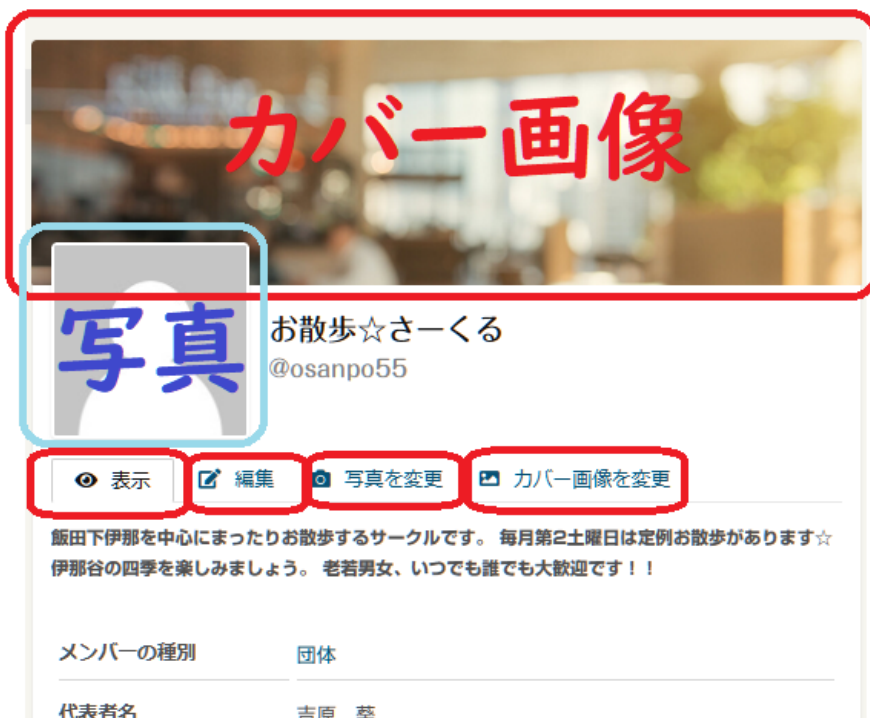 カバー画像
写真
お散歩☆さーくる
@osanpo55
表示 編集 写真を変更 カバー画像を変更
飯田下伊那を中心にまったりお散歩するサークルです。 毎月第2土曜日は定例お散歩があります☆
伊那谷の四季を楽しみましょう。 老若男女、いつでも誰でも大歓迎です！！
メンバーの種別 団体
代表者名 吉原 葵